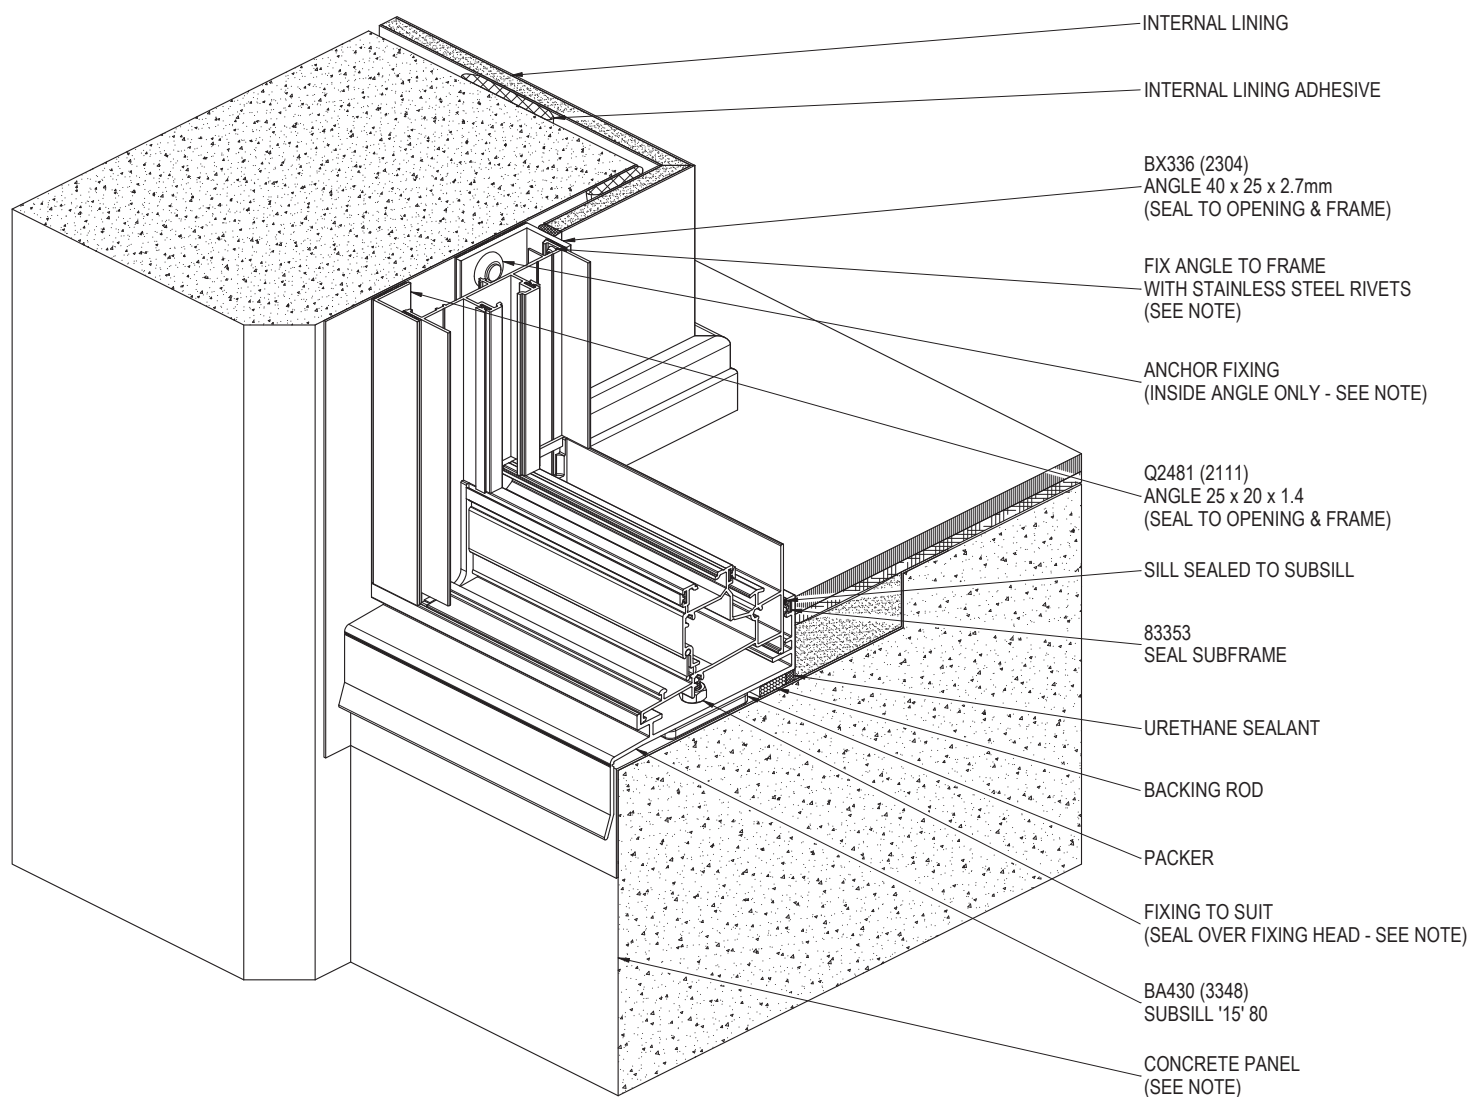 INTERNAL LINING
INTERNAL LINING ADHESIVE
BX336 (2304)
ANGLE 40 x 25 x 2.7mm
(SEAL TO OPENING & FRAME)
FIX ANGLE TO FRAME
WITH STAINLESS STEEL RIVETS
(SEE NOTE)
ANCHOR FIXING
(INSIDE ANGLE ONLY - SEE NOTE)
Q2481 (2111)
ANGLE 25 x 20 x 1.4
(SEAL TO OPENING & FRAME)
SILL SEALED TO SUBSILL
83353
SEAL SUBFRAME
URETHANE SEALANT
BACKING ROD
PACKER
FIXING TO SUIT
(SEAL OVER FIXING HEAD - SEE NOTE)
BA430 (3348)
SUBSILL '15' 80
CONCRETE PANEL
(SEE NOTE)